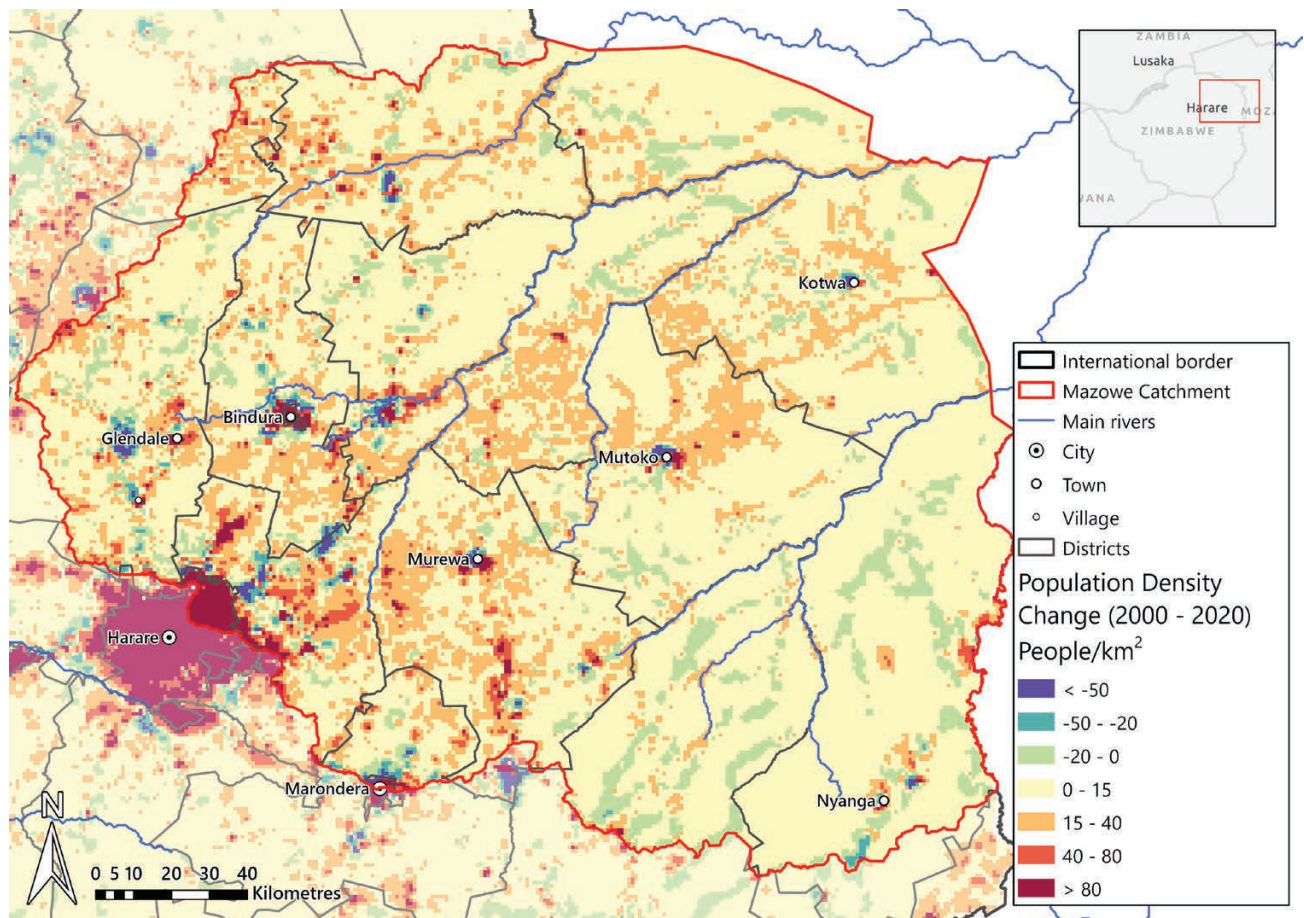 ZAMBIA
Lusaka
Harare
MOZA
ZIMBABWE
WANA
Kotwa
Bindura
Glendale
Mutoko
Murewa
Harare
Marondera
Nyanga
N
0 5 10 20 30 40
Kilometres
International border
Mazowe Catchment
Main rivers
City
Town
Village
Districts
Population Density
Change (2000 - 2020)
People/km²
< -50
-50 - -20
-20 - 0
0 - 15
15 - 40
40 - 80
> 80